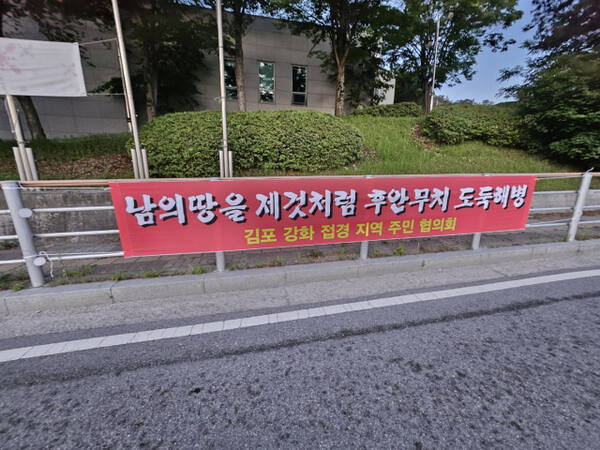 남의땅을 제것처럼 후안무치 도둑해병
김포 강화 접경 지역 주민 협의회